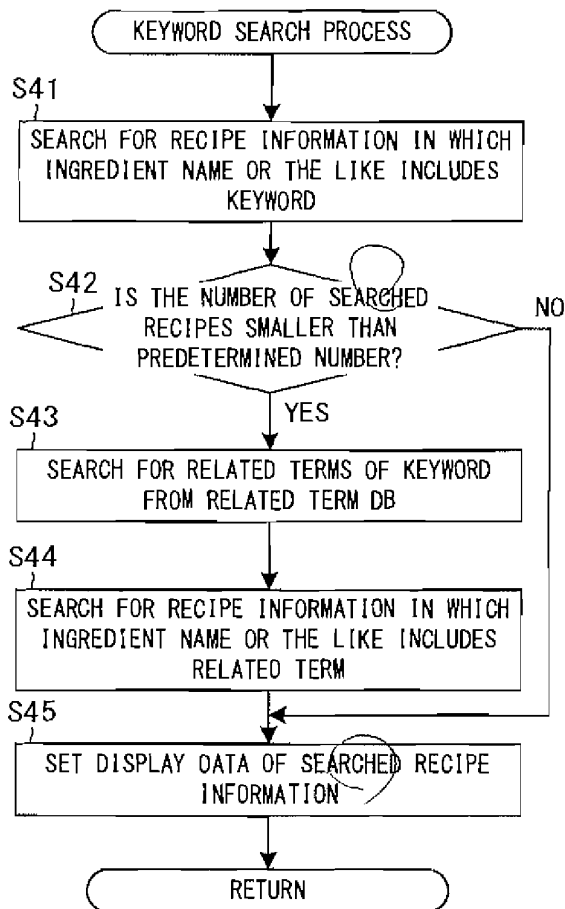 KEYWORD SEARCH PROCESS
S41
SEARCH FOR RECIPE INFORMATION IN WHICH
INGREDIENT NAME OR THE LIKE INCLUDES
KEYWORD
S42
IS THE NUMBER OF SEARCHED
RECIPES SMALLER THAN
PREDETERMINED NUMBER?
NO
YES
S43
SEARCH FOR RELATED TERMS OF KEYWORD
FROM RELATED TERM DB
S44
SEARCH FOR RECIPE INFORMATION IN WHICH
INGREDIENT NAME OR THE LIKE INCLUDES
RELATED TERM
S45
SET DISPLAY DATA OF SEARCHED RECIPE
INFORMATION
RETURN